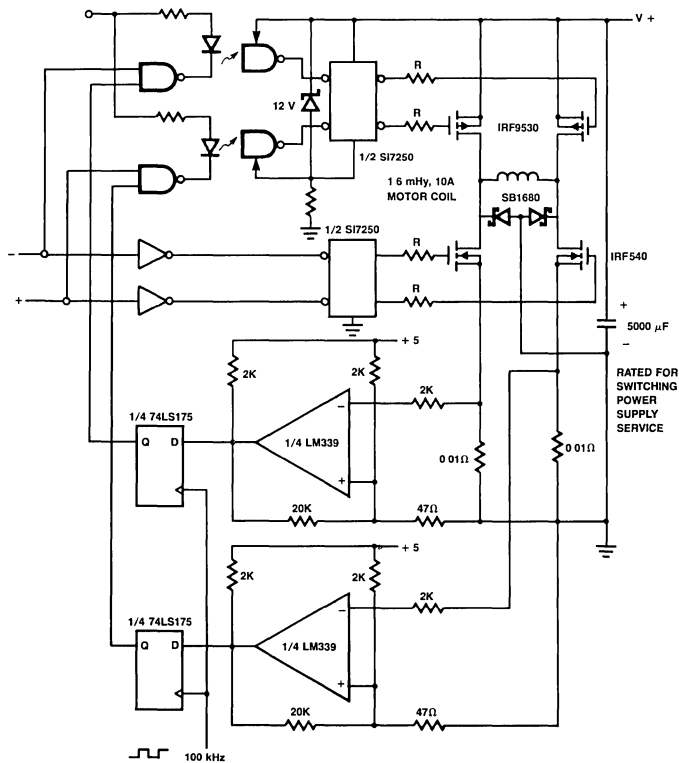 V +
R
12 V
R
IRF9530
1/2 SI7250
1 6 mHy, 10A
MOTOR COIL
SB1680
1/2 SI7250
–
R
IRF540
+
R
+
5000 µF
–
RATED FOR
SWITCHING
POWER
SUPPLY
SERVICE
+ 5
2K
2K
2K
–
1/4 74LS175
Q D
1/4 LM339
0 01Ω
0 01Ω
+
20K
47Ω
+ 5
2K
2K
2K
–
1/4 74LS175
Q D
1/4 LM339
+
20K
47Ω
100 kHz